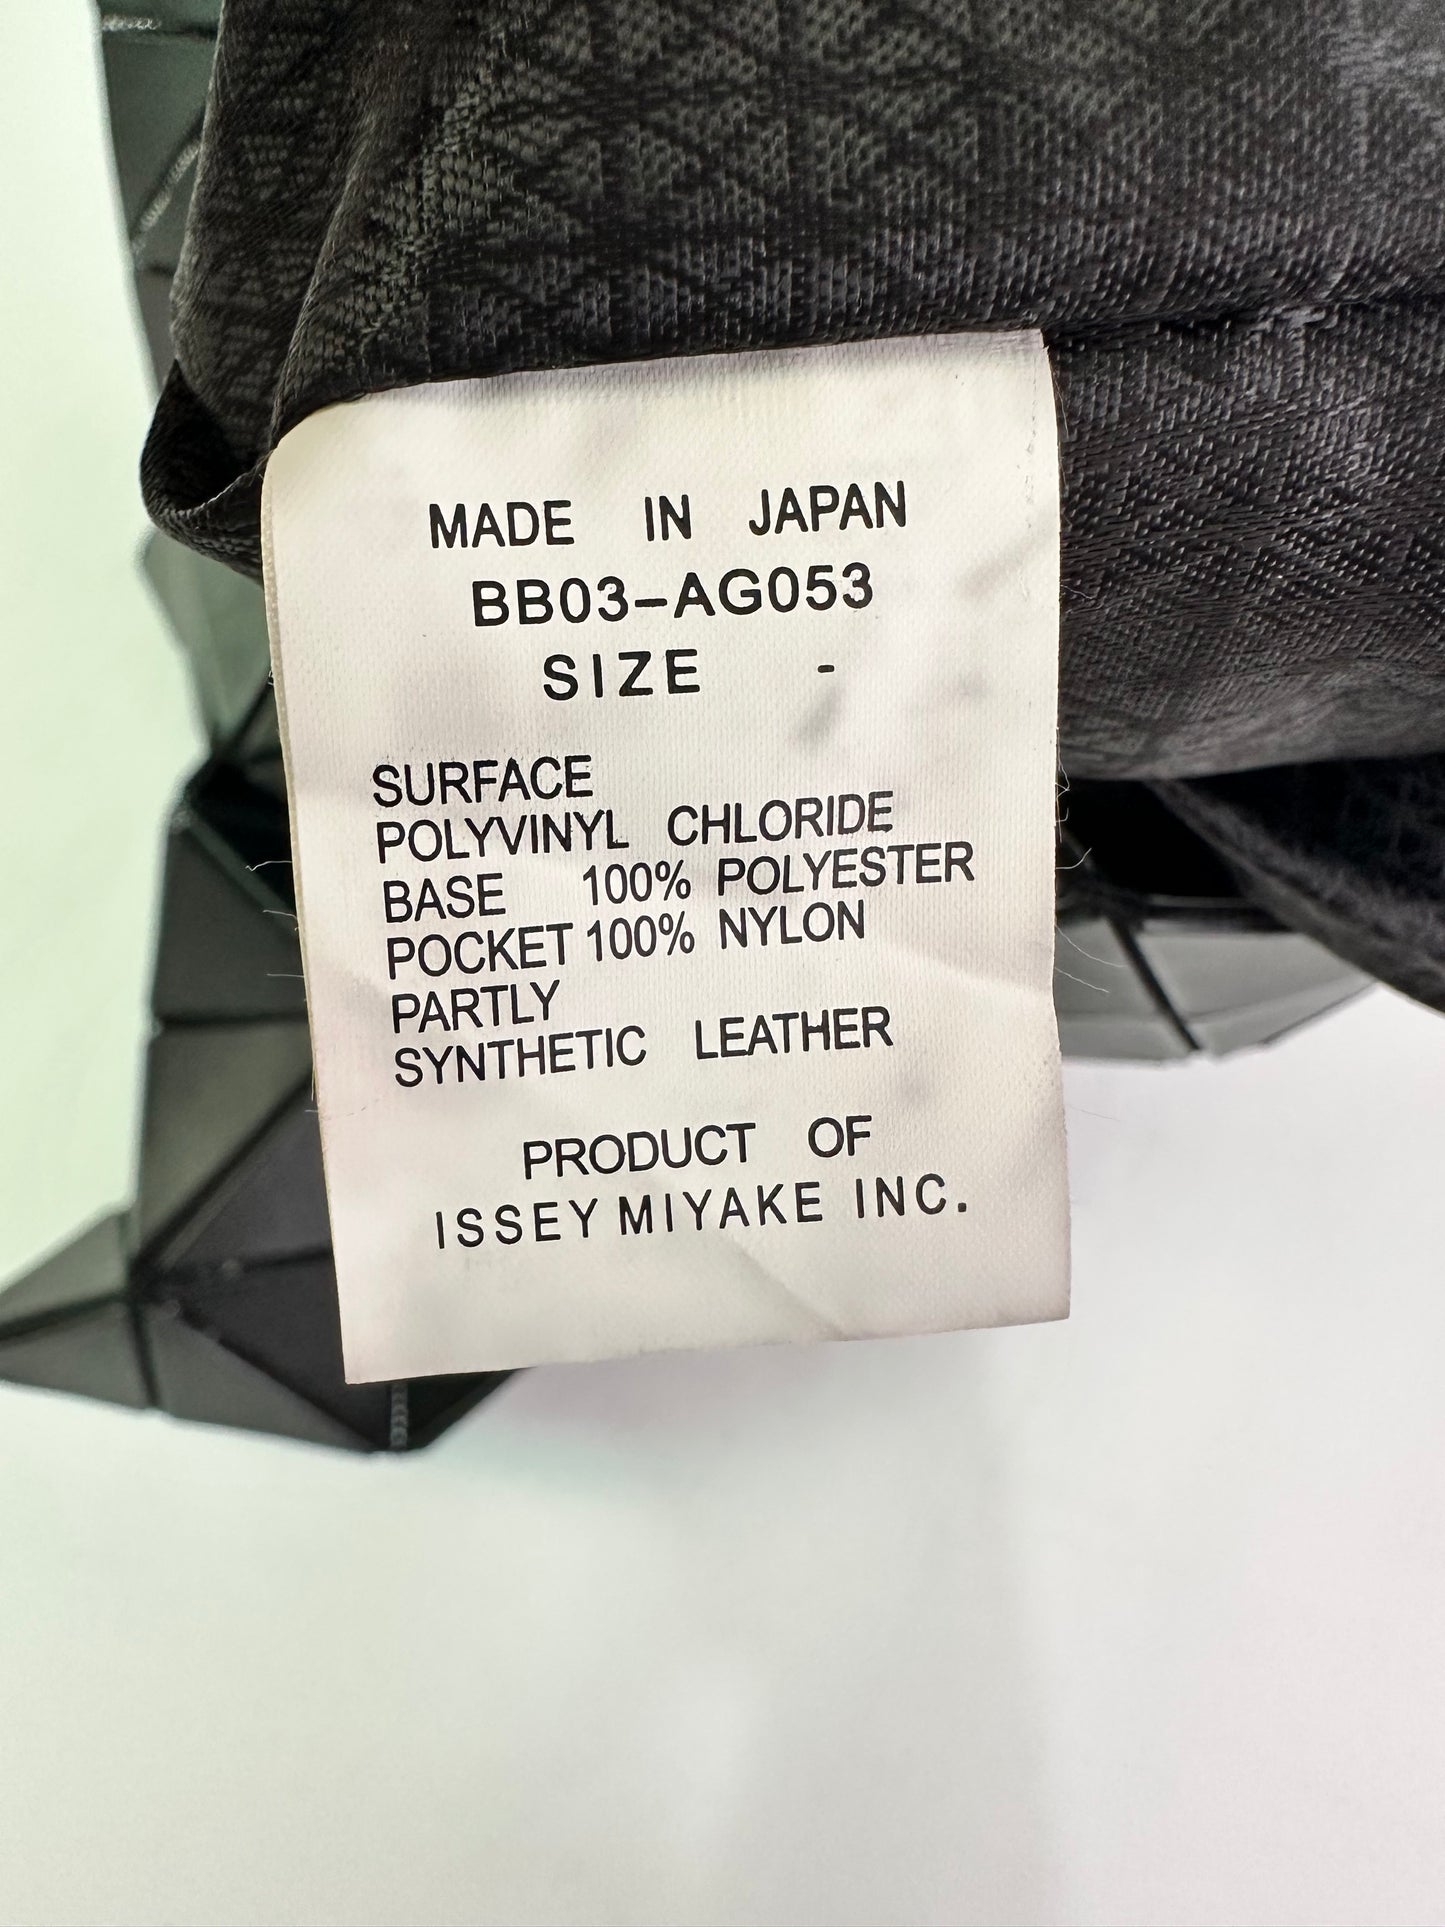 MADE IN JAPAN
BB03-AG053
SIZE -
SURFACE
POLYVINYL CHLORIDE
BASE 100% POLYESTER
POCKET 100% NYLON
PARTLY
SYNTHETIC LEATHER
PRODUCT OF
ISSEY MIYAKE INC.